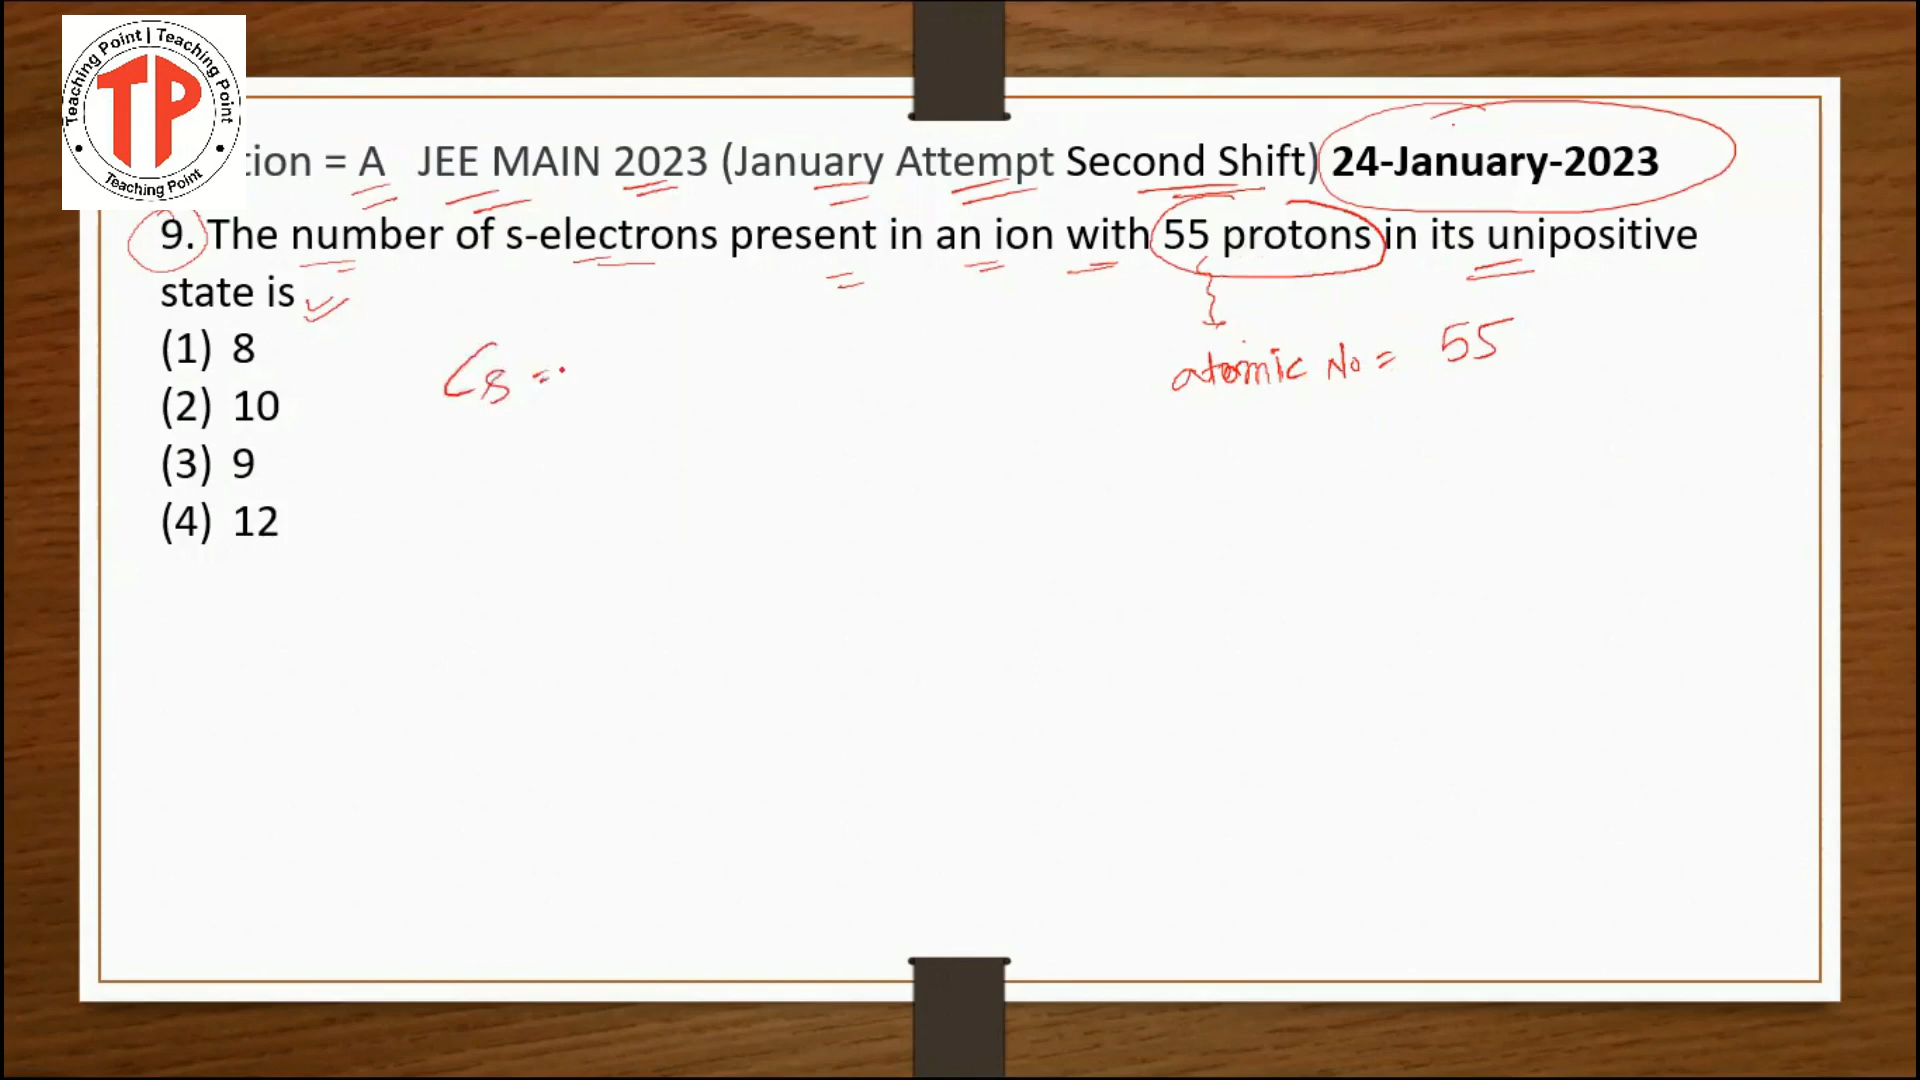 Teaching Point | Teaching Point
TP
Teaching Point
tion = A JEE MAIN 2023 (January Attempt Second Shift) 24-January-2023
9. The number of s-electrons present in an ion with 55 protons in its unipositive
state is
(1) 8
(2) 10
(3) 9
(4) 12
Cs =
atomic No = 55